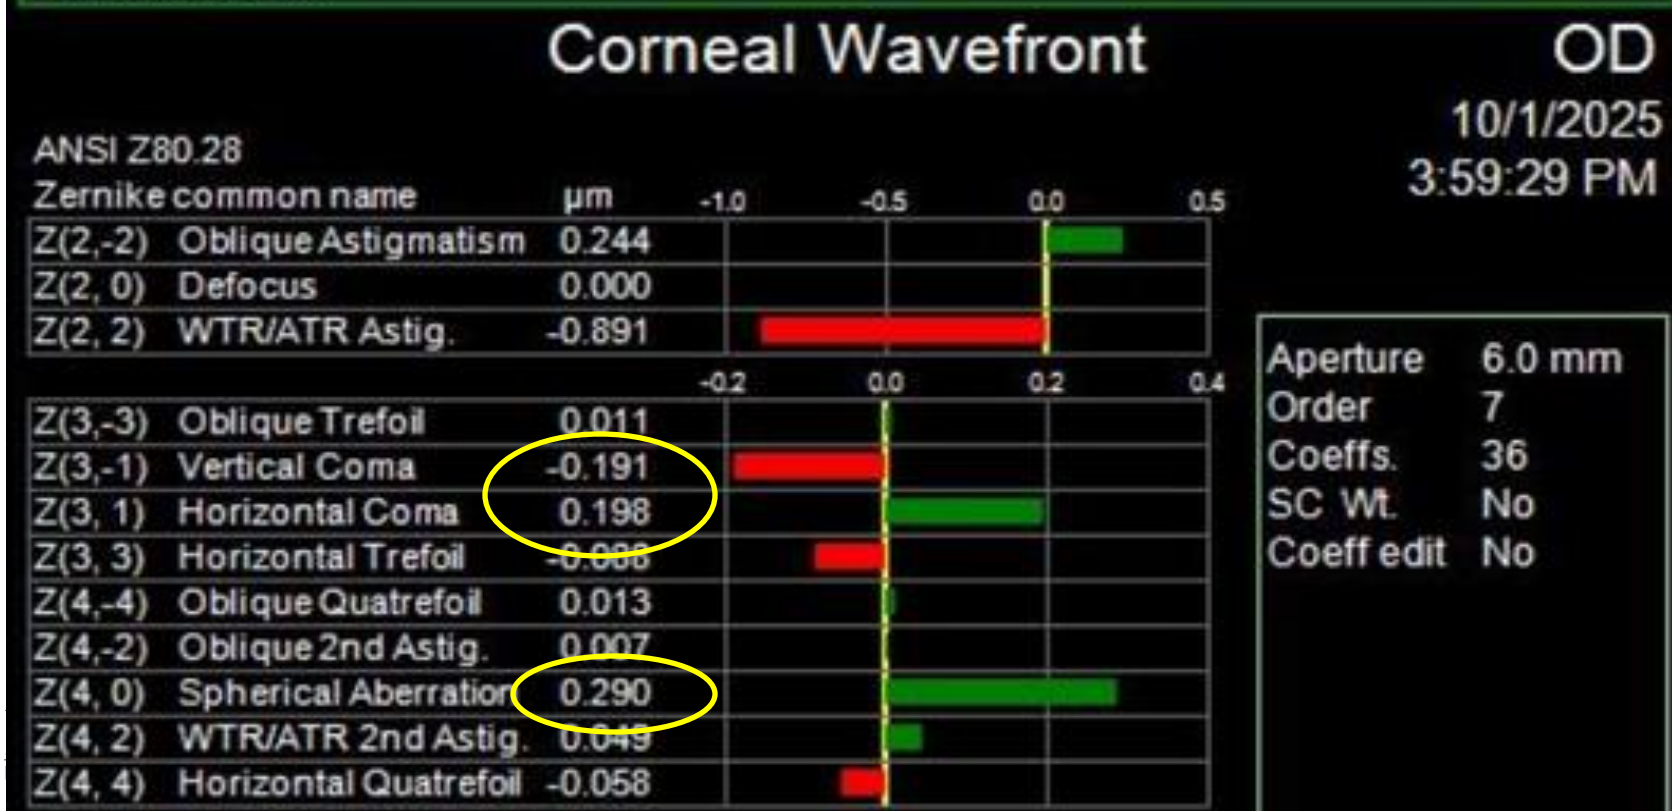 Corneal Wavefront OD
10/1/2025
3:59:29 PM
ANSI Z80.28
Zernike common name µm -1.0 -0.5 0.0 0.5
Z(2,-2) Oblique Astigmatism 0.244
Z(2, 0) Defocus 0.000
Z(2, 2) WTR/ATR Astig. -0.891
-0.2 0.0 0.2 0.4
Z(3,-3) Oblique Trefoil 0.011
Z(3,-1) Vertical Coma -0.191
Z(3, 1) Horizontal Coma 0.198
Z(3, 3) Horizontal Trefoil
Z(4,-4) Oblique Quatrefoil 0.013
Z(4,-2) Oblique 2nd Astig. 0.007
Z(4, 0) Spherical Aberration 0.290
Z(4, 2) WTR/ATR 2nd Astig. 0.049
Z(4, 4) Horizontal Quatrefoil -0.058
Aperture 6.0 mm
Order 7
Coeffs. 36
SC Wt. No
Coeff edit No